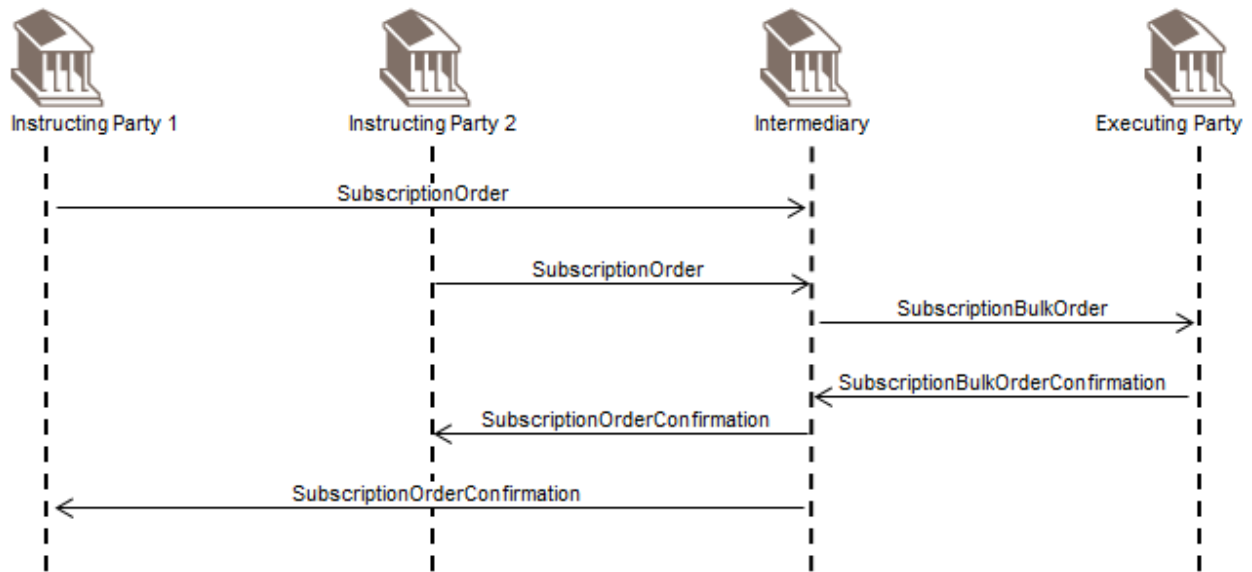 Instructing Party 1
Instructing Party 2
Intermediary
Executing Party
SubscriptionOrder
SubscriptionOrder
SubscriptionBulkOrder
SubscriptionBulkOrderConfirmation
SubscriptionOrderConfirmation
SubscriptionOrderConfirmation